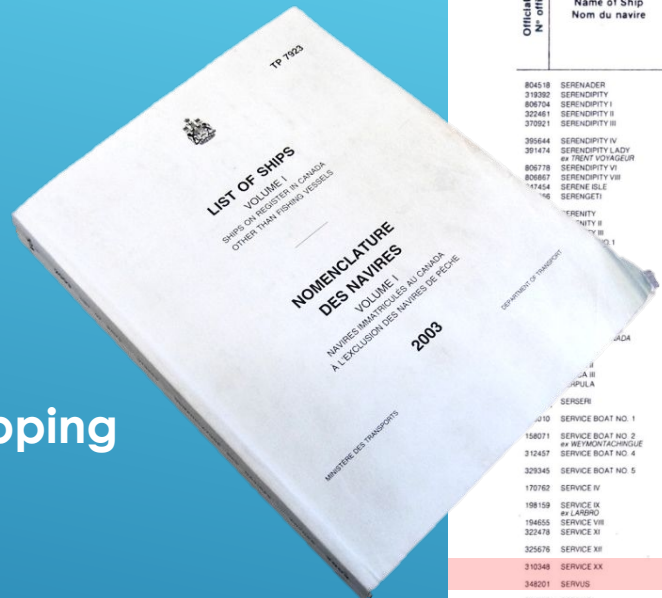 TP 7923
LIST OF SHIPS
VOLUME I
SHIPS ON REGISTER IN CANADA
OTHER THAN FISHING VESSELS
NOMENCLATURE
DES NAVIRES
VOLUME I
NAVIRES IMMATRICULÉS AU CANADA
À L'EXCLUSION DES NAVIRES DE PÊCHE
2003
DEPARTMENT OF TRANSPORT
MINISTÈRE DES TRANSPORTS
pping
Name of Ship
Nom du navire
804518 SERENADER
319392 SERENDIPITY
806704 SERENDIPITY I
322461 SERENDIPITY II
370921 SERENDIPITY III
395644 SERENDIPITY IV
391474 SERENDIPITY LADY
ex TRENT VOYAGEUR
806778 SERENDIPITY VI
806867 SERENDIPITY VIII
SERENE ISLE
SERENGETI
SERSERI
SERVICE BOAT NO. 1
158071 SERVICE BOAT NO. 2
ex WEYMONTACHINGUE
312457 SERVICE BOAT NO. 4
329345 SERVICE BOAT NO. 5
170762 SERVICE IV
198159 SERVICE IX
ex LARBRO
194655 SERVICE VIII
322478 SERVICE XI
325676 SERVICE XII
310348 SERVICE XX
348201 SERVUS